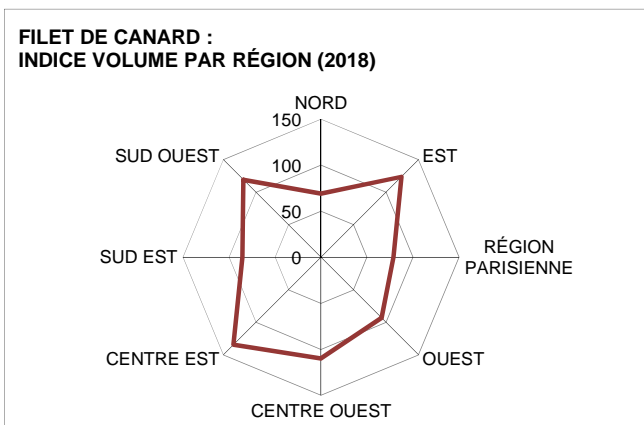 FILET DE CANARD :
INDICE VOLUME PAR RÉGION (2018)
NORD
150
SUD OUEST
EST
100
50
SUD EST
0
RÉGION
PARISIENNE
CENTRE EST
OUEST
CENTRE OUEST